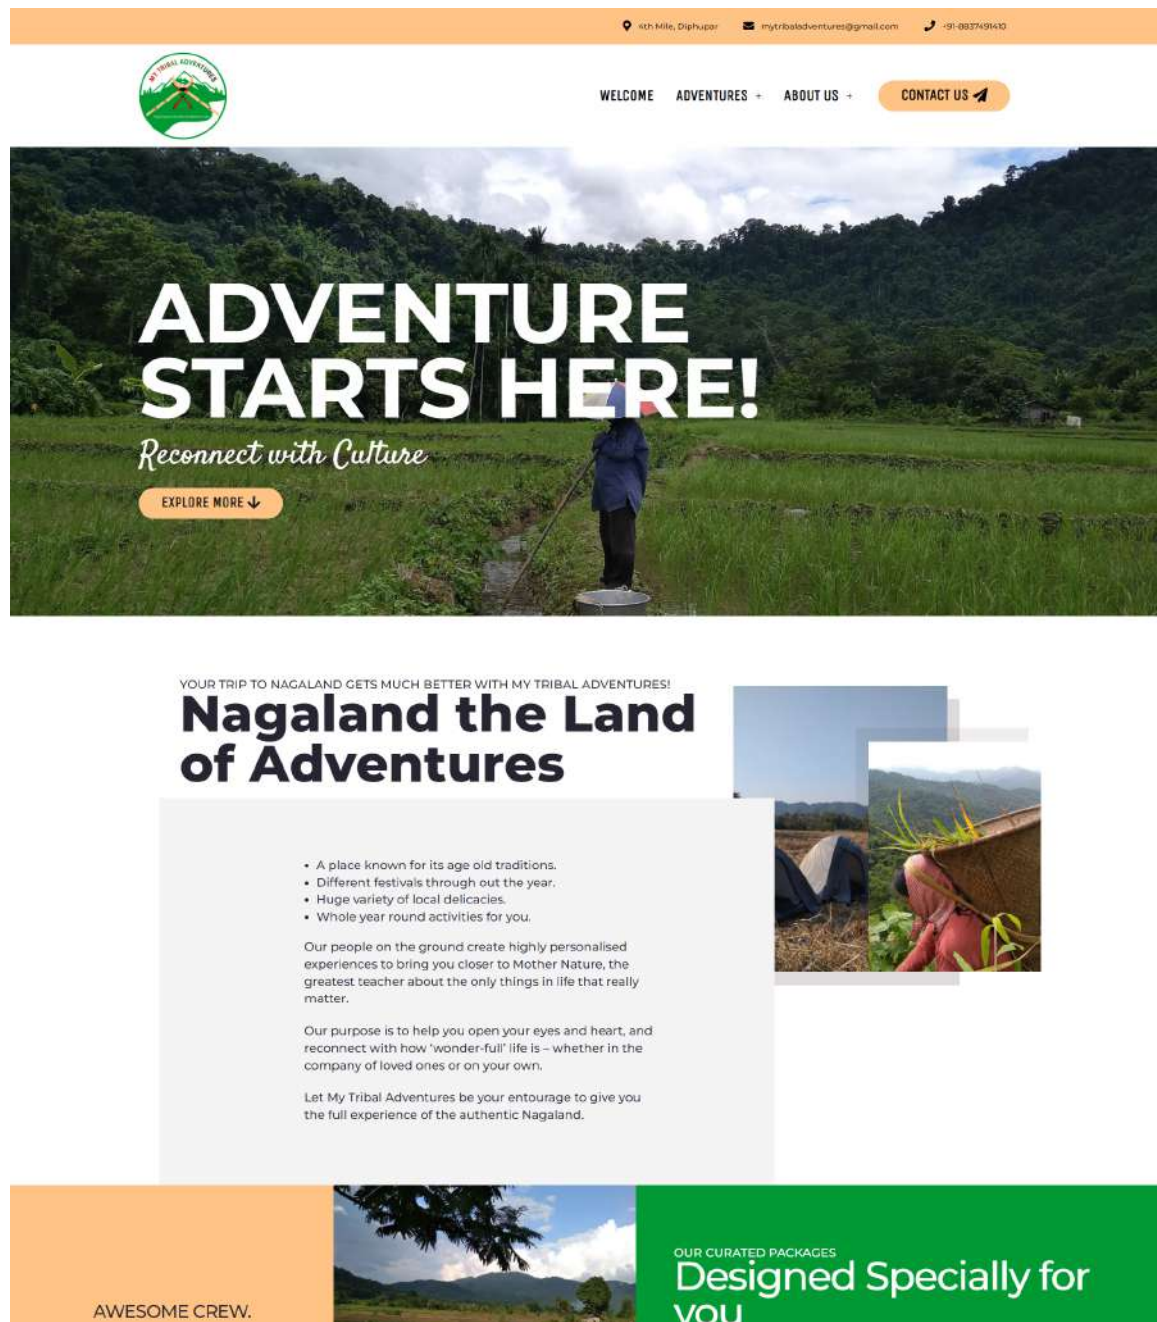 4th Mile, Diphupar
mytribaladventures@gmail.com
+91-8837491410
MY TRIBAL ADVENTURES
WELCOME
ADVENTURES +
ABOUT US +
CONTACT US
ADVENTURE
STARTS HERE!
Reconnect with Culture
EXPLORE MORE
YOUR TRIP TO NAGALAND GETS MUCH BETTER WITH MY TRIBAL ADVENTURES!
Nagaland the Land
of Adventures
• A place known for its age old traditions.
• Different festivals through out the year.
• Huge variety of local delicacies.
• Whole year round activities for you.
Our people on the ground create highly personalised
experiences to bring you closer to Mother Nature, the
greatest teacher about the only things in life that really
matter.
Our purpose is to help you open your eyes and heart, and
reconnect with how ‘wonder-full’ life is – whether in the
company of loved ones or on your own.
Let My Tribal Adventures be your entourage to give you
the full experience of the authentic Nagaland.
AWESOME CREW.
OUR CURATED PACKAGES
Designed Specially for
you